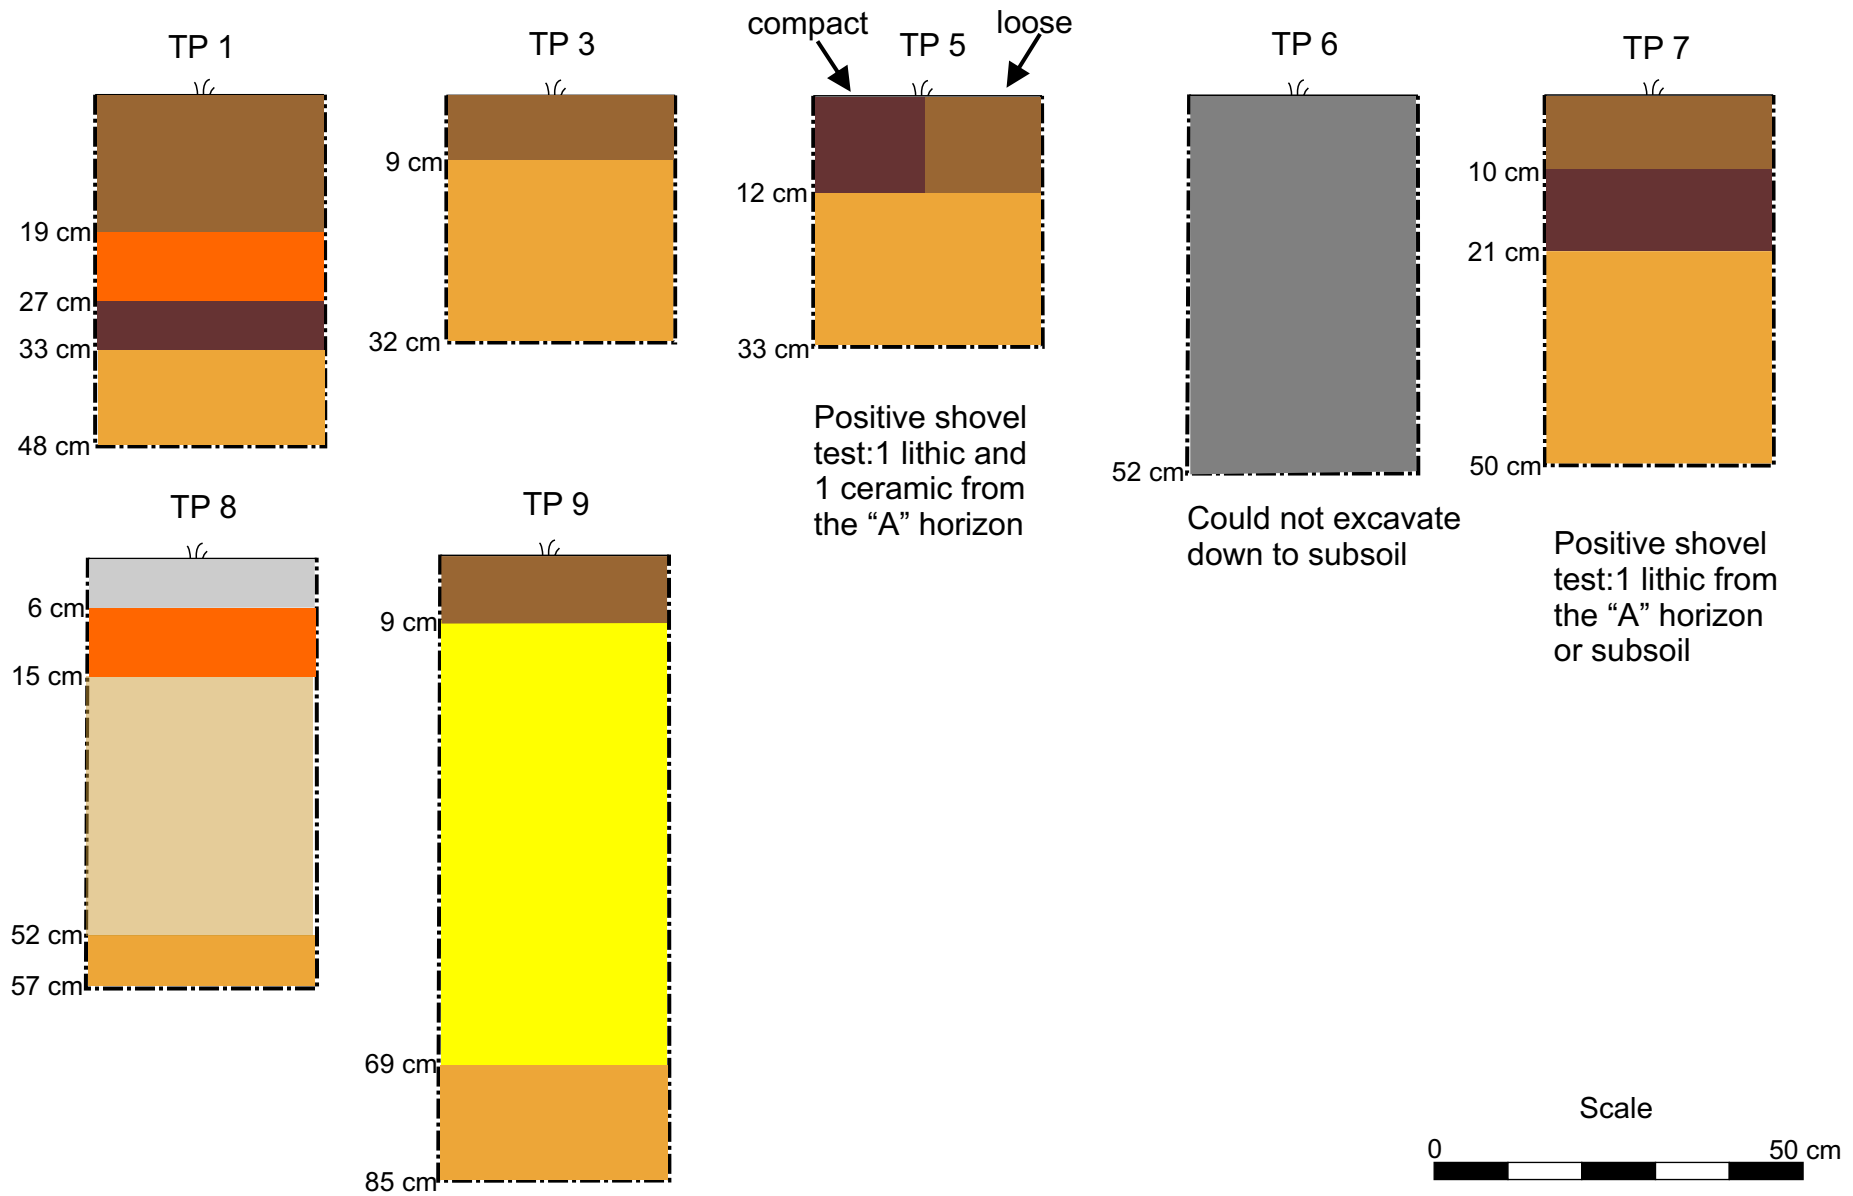 TP 1
19 cm
27 cm
33 cm
48 cm
TP 3
9 cm
32 cm
compact
loose
TP 5
12 cm
33 cm
Positive shovel
test:1 lithic and
1 ceramic from
the “A” horizon
TP 6
52 cm
Could not excavate
down to subsoil
TP 7
10 cm
21 cm
50 cm
Positive shovel
test:1 lithic from
the “A” horizon
or subsoil
TP 8
6 cm
15 cm
52 cm
57 cm
TP 9
9 cm
69 cm
85 cm
Scale
0 50 cm